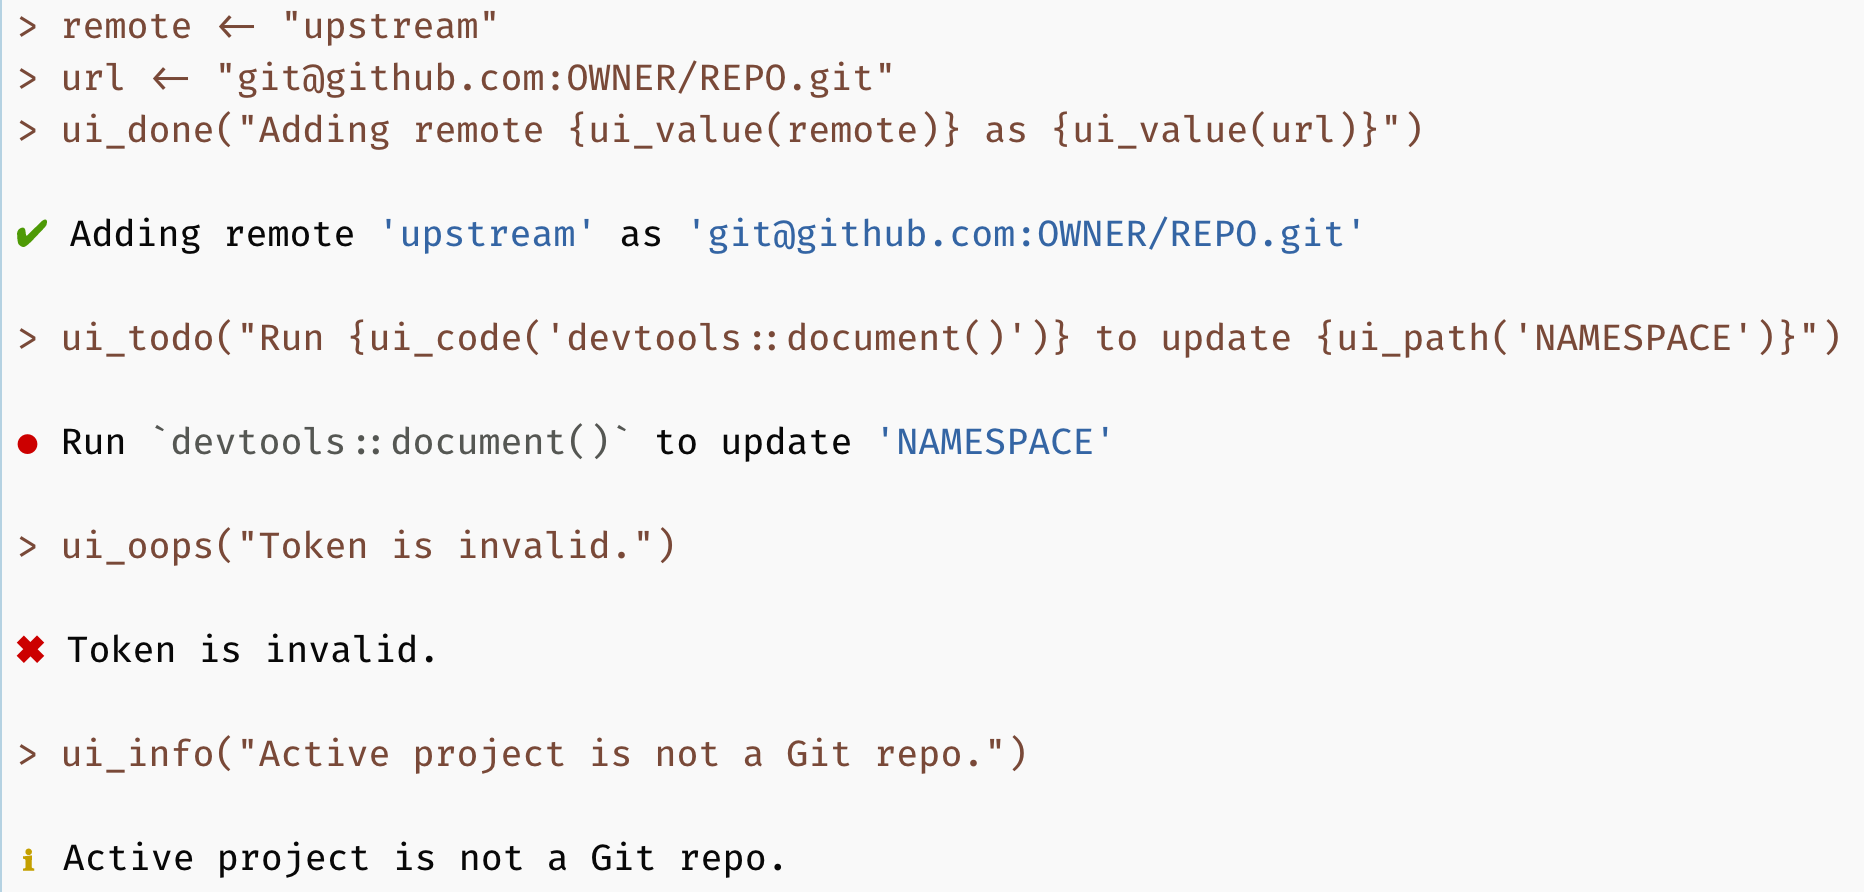 > remote <- "upstream"
> url <- "git@github.com:OWNER/REPO.git"
> ui_done("Adding remote {ui_value(remote)} as {ui_value(url)}")
✔ Adding remote 'upstream' as 'git@github.com:OWNER/REPO.git'
> ui_todo("Run {ui_code('devtools::document()')} to update {ui_path('NAMESPACE')}")
● Run `devtools::document()` to update 'NAMESPACE'
> ui_oops("Token is invalid.")
✖ Token is invalid.
> ui_info("Active project is not a Git repo.")
ℹ Active project is not a Git repo.